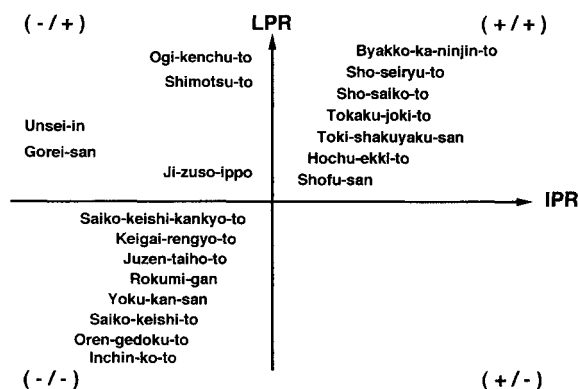 (-/+)
LPR
(+/+)
Ogi-kenchu-to
Shimotsu-to
Unsei-in
Gorei-san
Ji-zuso-ippo
Byakko-ka-ninjin-to
Sho-seiryu-to
Sho-saiko-to
Tokaku-joki-to
Toki-shakuyaku-san
Hochu-ekki-to
Shofu-san
IPR
Saiko-keishi-kankyo-to
Keigai-rengyo-to
Juzen-taiho-to
Rokumi-gan
Yoku-kan-san
Saiko-keishi-to
Oren-gedoku-to
Inchin-ko-to
(-/-)
(+/-)